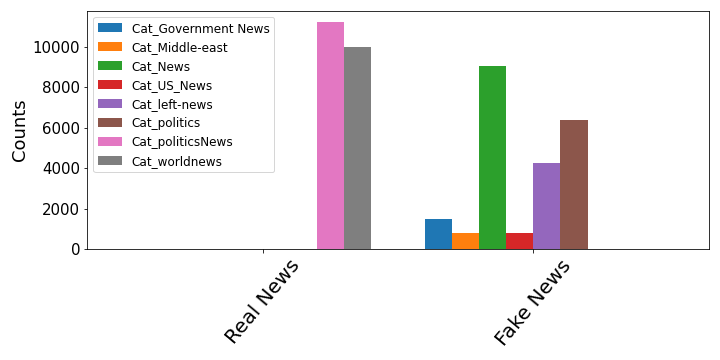 Cat_Government News
Cat_Middle-east
Cat_News
Cat_US_News
Cat_left-news
Cat_politics
Cat_politicsNews
Cat_worldnews
Counts
10000
8000
6000
4000
2000
0
Real News
Fake News